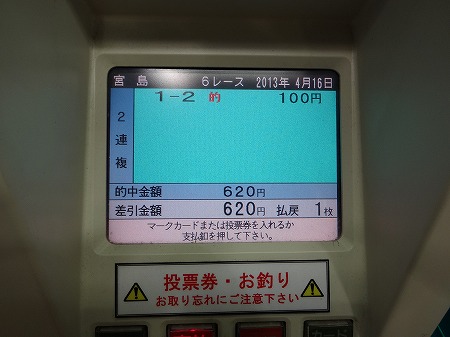 宮島 6レース 2013年 4月16日
2連複
1-2 的 100円
的中金額 620円
差引金額 620円 払戻 1枚
マークカードまたは投票券を入れるか
支払釦を押して下さい。
投票券・お釣り
お取り忘れにご注意下さい
カード